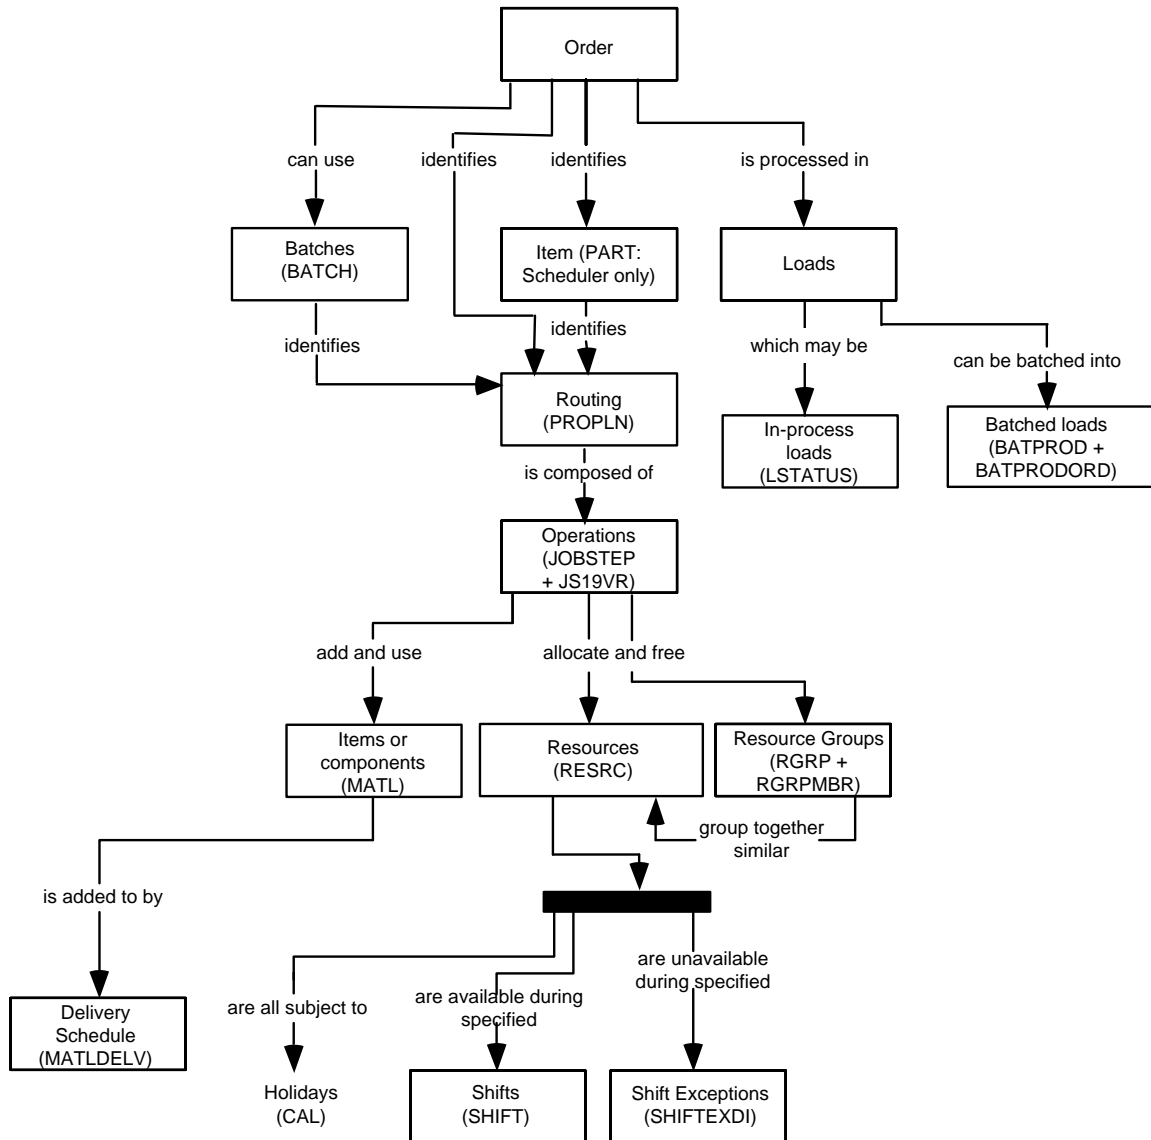 Order
can use
identifies
identifies
is processed in
Batches
(BATCH)
Item (PART:
Scheduler only)
Loads
identifies
identifies
which may be
can be batched into
Routing
(PROPLN)
In-process
loads
(LSTATUS)
Batched loads
(BATPROD +
BATPRODORD)
is composed of
Operations
(JOBSTEP
+ JS19VR)
add and use
allocate and free
Items or
components
(MATL)
Resources
(RESRC)
Resource Groups
(RGRP +
RGRPMBR)
group together
similar
is added to by
are unavailable
during specified
are all subject to
are available during
specified
Delivery
Schedule
(MATLDELV)
Holidays
(CAL)
Shifts
(SHIFT)
Shift Exceptions
(SHIFTEXDI)